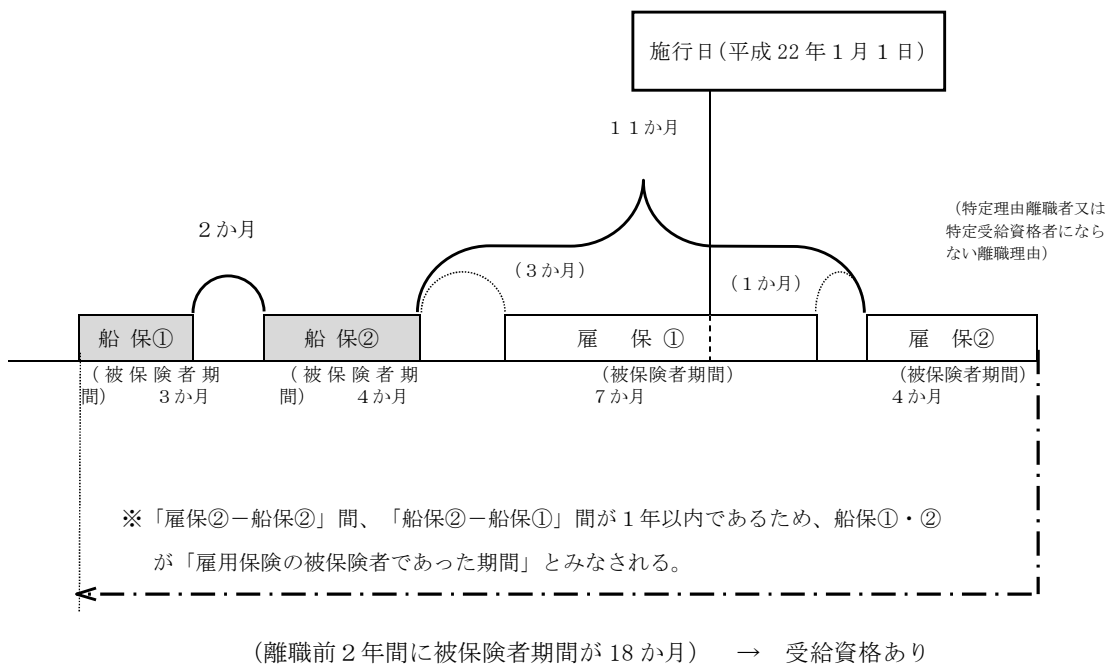 施行日(平成 22 年１月１日)
１１か月
２か月
（特定理由離職者又は
特定受給資格者になら
ない離職理由）
（３か月）
（１か月）
船 保①
船 保②
雇 保 ①
雇 保②
（被保険者期
間） ３か月
（被保険者期
間） ４か月
(被保険者期間)
７か月
(被保険者期間)
４か月
※「雇保②－船保②」間、「船保②－船保①」間が１年以内であるため、船保①・②
が「雇用保険の被保険者であった期間」とみなされる。
（離職前２年間に被保険者期間が 18 か月） → 受給資格あり